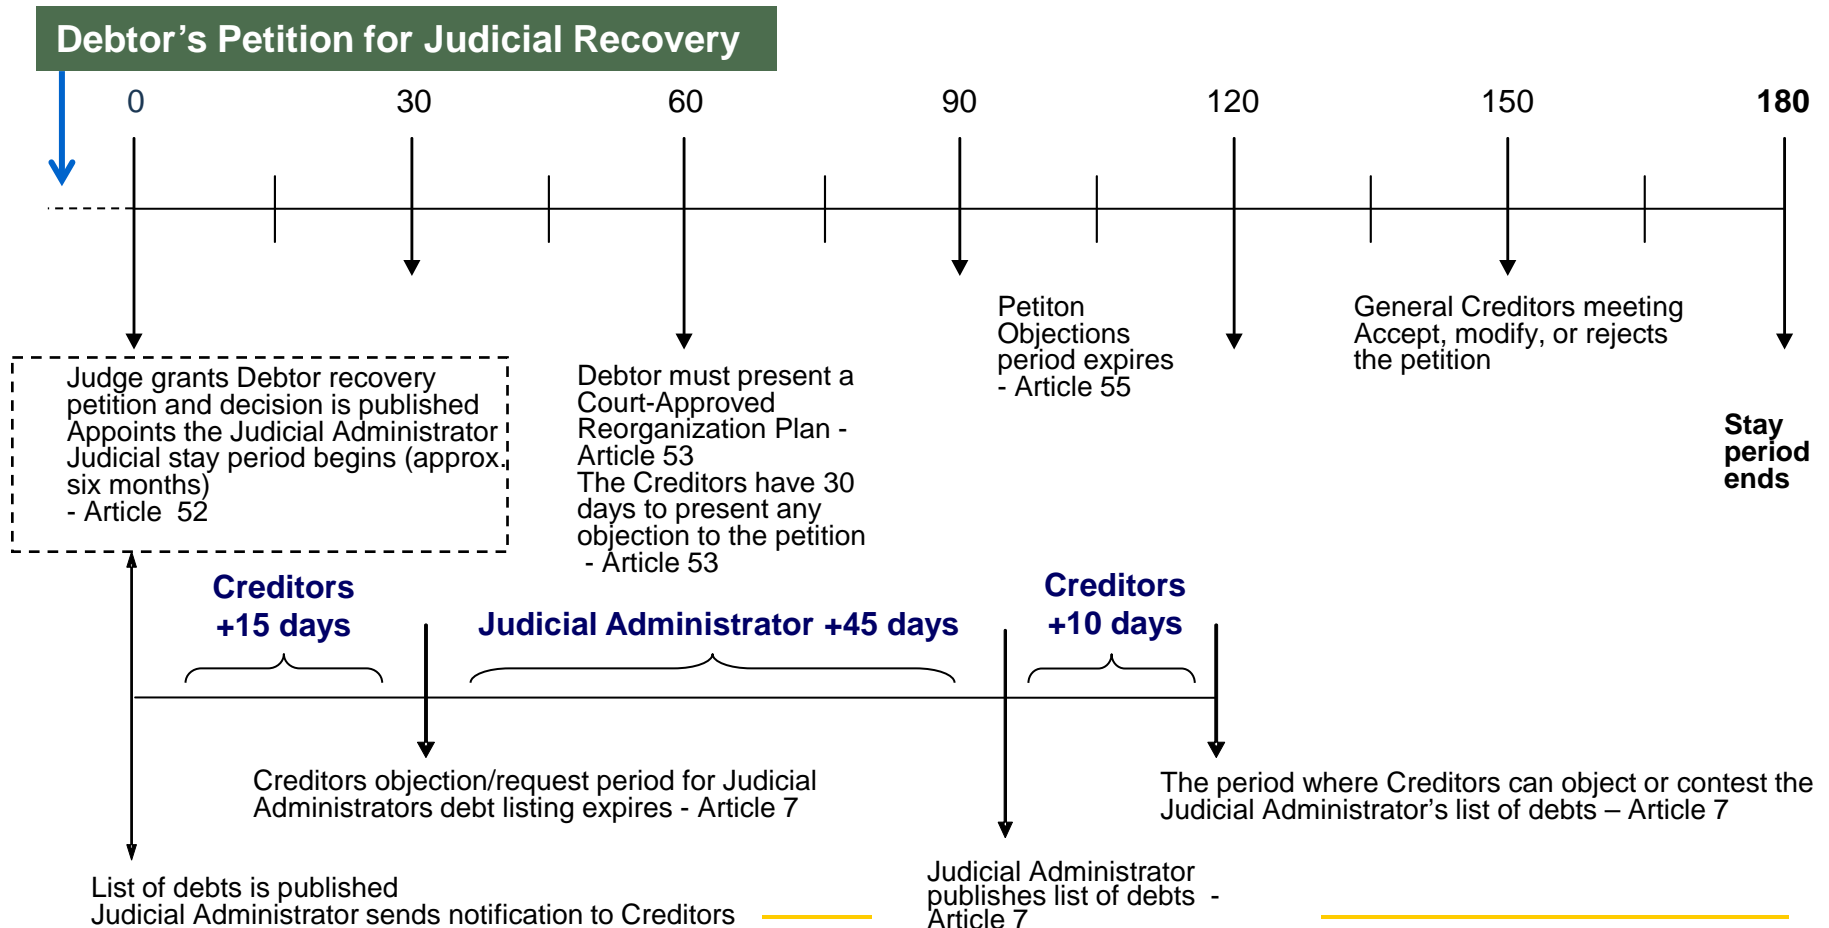 Debtor’s Petition for Judicial Recovery
0 30 60 90 120 150 180
Judge grants Debtor recovery
petition and decision is published
Appoints the Judicial Administrator
Judicial stay period begins (approx.
six months)
- Article 52
Debtor must present a
Court-Approved
Reorganization Plan -
Article 53
The Creditors have 30
days to present any
objection to the petition
- Article 53
Petiton
Objections
period expires
- Article 55
General Creditors meeting
Accept, modify, or rejects
the petition
Stay
period
ends
Creditors
+15 days
Judicial Administrator +45 days
Creditors
+10 days
Creditors objection/request period for Judicial
Administrators debt listing expires - Article 7
The period where Creditors can object or contest the
Judicial Administrator’s list of debts – Article 7
List of debts is published
Judicial Administrator sends notification to Creditors
Judicial Administrator
publishes list of debts -
Article 7